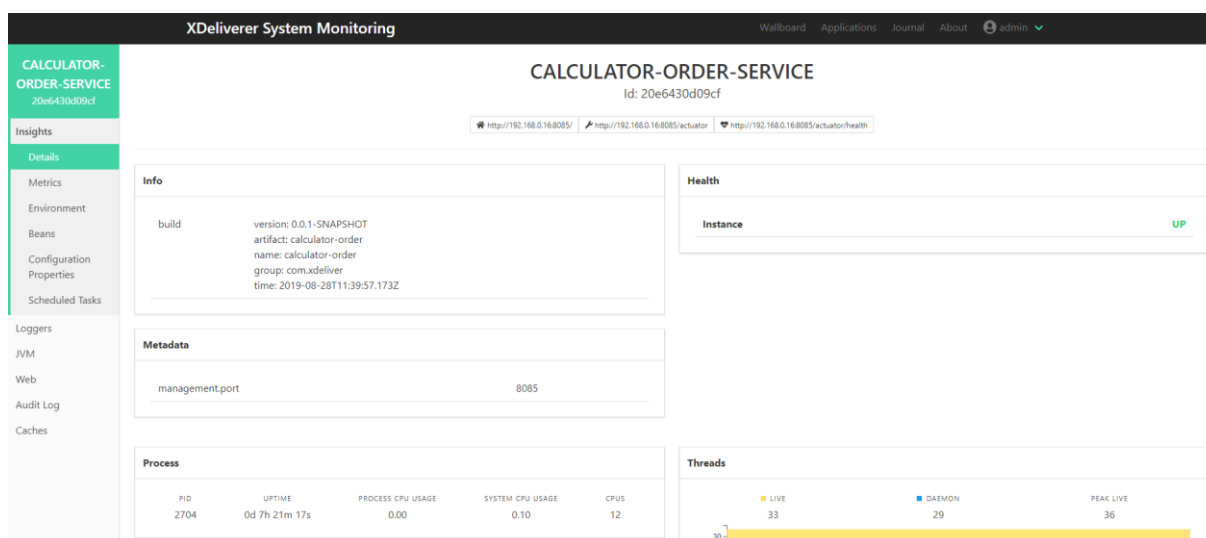 XDeliverer System Monitoring
Wallboard Applications Journal About admin
CALCULATOR-
ORDER-SERVICE
20e6430d09cf
Insights
Details
Metrics
Environment
Beans
Configuration
Properties
Scheduled Tasks
Loggers
JVM
Web
Audit Log
Caches
CALCULATOR-ORDER-SERVICE
Id: 20e6430d09cf
http://192.168.0.16:8085/ http://192.168.0.16:8085/actuator http://192.168.0.16:8085/actuator/health
Info
build version: 0.0.1-SNAPSHOT
artifact: calculator-order
name: calculator-order
group: com.xdeliver
time: 2019-08-28T11:39:57.173Z
Health
Instance UP
Metadata
management.port 8085
Process
PID UPTIME PROCESS CPU USAGE SYSTEM CPU USAGE CPUS
2704 0d 7h 21m 17s 0.00 0.10 12
Threads
LIVE DAEMON PEAK LIVE
33 29 36
30